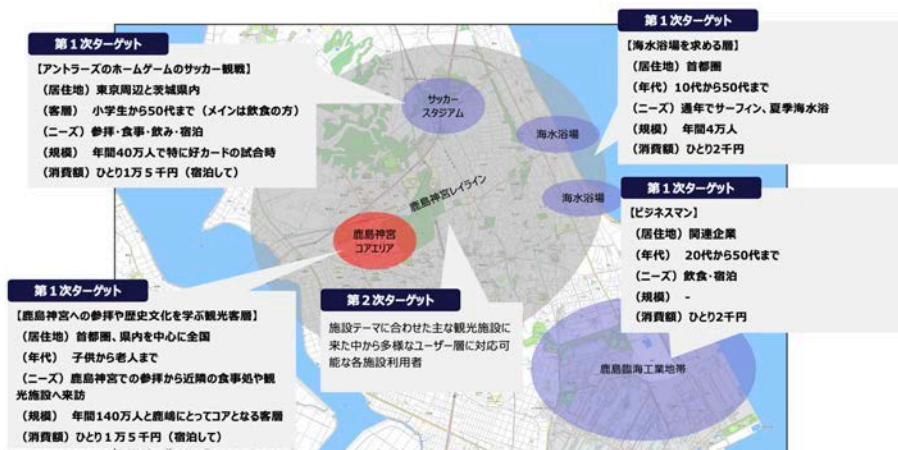 第１次ターゲット
【アントラーズのホームゲームのサッカー観戦】
（居住地）東京周辺と茨城県内
（客層） 小学生から50代まで（メインは飲食の方）
（ニーズ）参拝・食事・飲み・宿泊
（規模） 年間40万人で特に好カードの試合時
（消費額）ひとり1万５千円（宿泊して）
第１次ターゲット
【海水浴場を求める層】
（居住地）首都圏
（年代）10代から50代まで
（ニーズ）通年でサーフィン、夏季海水浴
（規模） 年間4万人
（消費額）ひとり2千円
サッカー
スタジアム
海水浴場
海水浴場
鹿島神宮レイライン
鹿島神宮
コアエリア
第１次ターゲット
【ビジネスマン】
（居住地）関連企業
（年代） 20代から50代まで
（ニーズ）飲食・宿泊
（規模） -
（消費額）ひとり2千円
第１次ターゲット
【鹿島神宮への参拝や歴史文化を学ぶ観光客層】
（居住地）首都圏、県内を中心に全国
（年代） 子供から老人まで
（ニーズ）鹿島神宮での参拝から近隣の食事処や観
光施設へ来訪
（規模） 年間140万人と鹿嶋にとってコアとなる客層
（消費額）ひとり１万５千円（宿泊して）
第２次ターゲット
施設テーマに合わせた主な観光施設に
来た中から多様なユーザー層に対応可
能な各施設利用者
鹿島臨海工業地帯